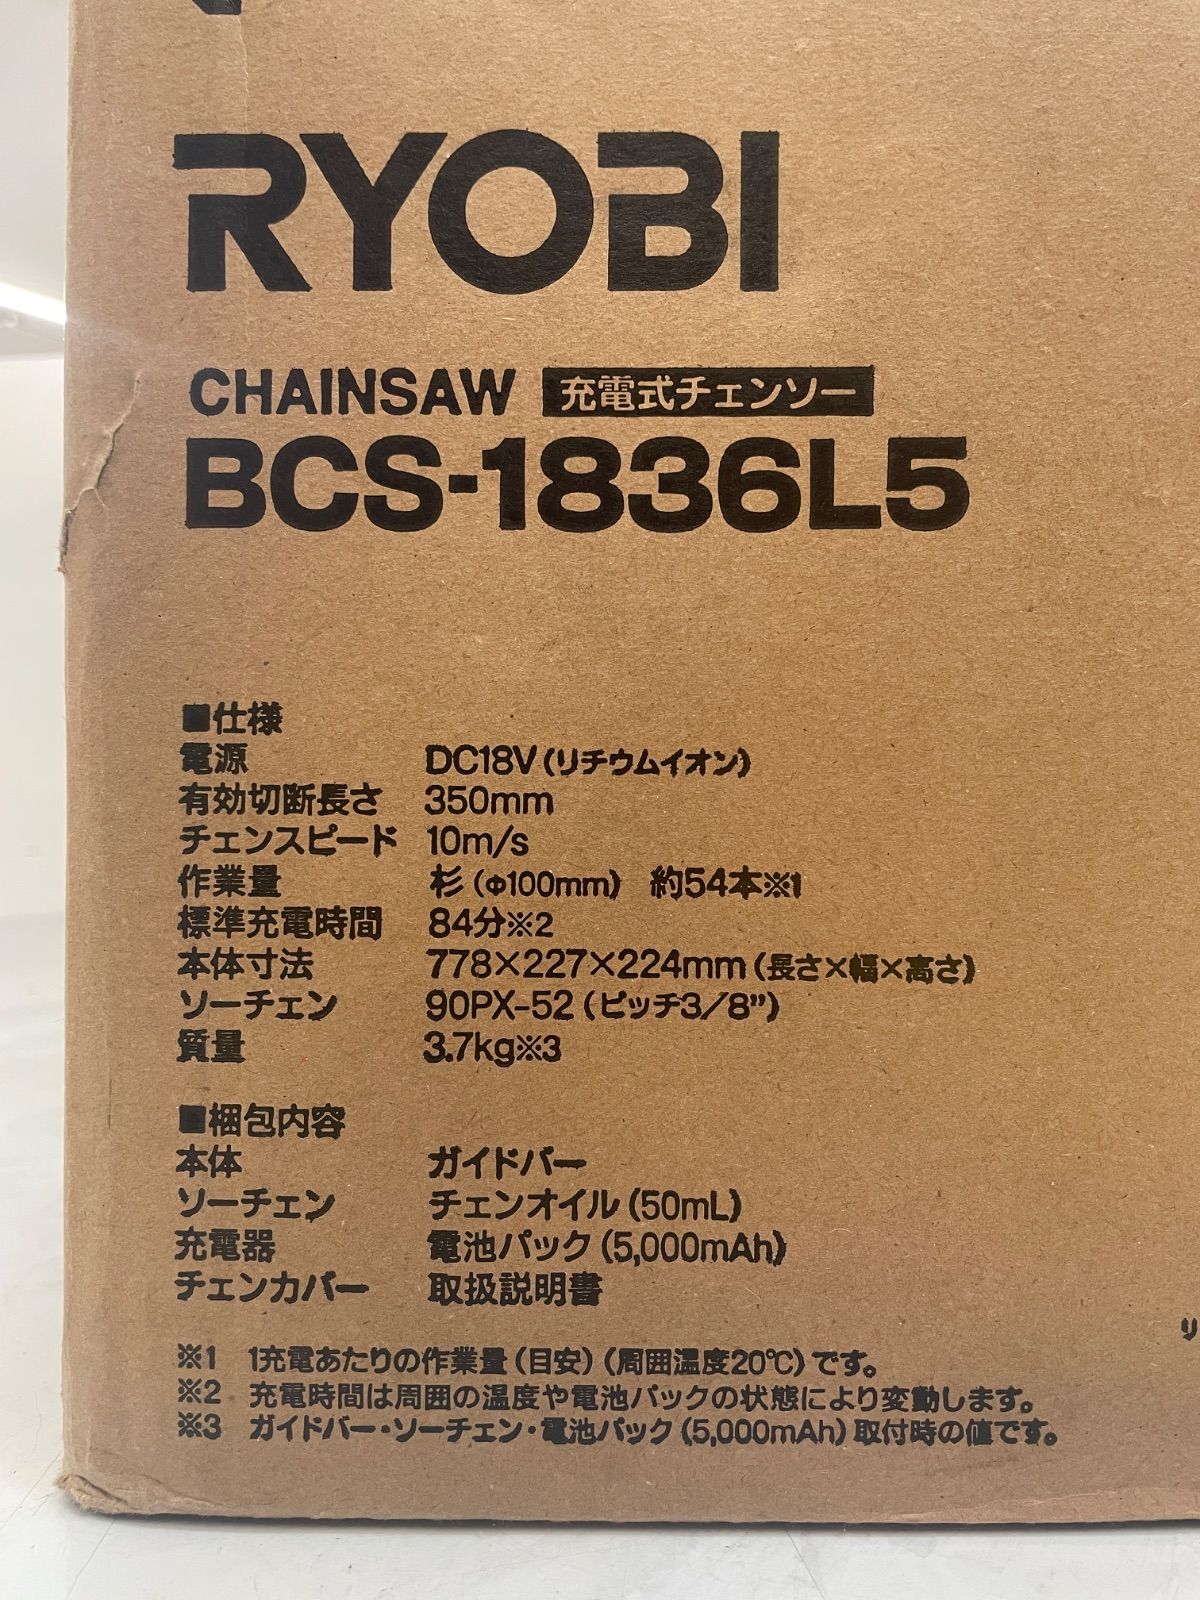 RYOBI
CHAINSAW 充電式チェンソー
BCS-1836L5
■仕様
電源 DC18V(リチウムイオン)
有効切断長さ 350mm
チェンスピード 10m/s
作業量 杉(φ100mm) 約54本※1
標準充電時間 84分※2
本体寸法 778×227×224mm(長さ×幅×高さ)
ソーチェン 90PX-52(ピッチ3/8")
質量 3.7kg※3
■梱包内容
本体 ガイドバー
ソーチェン チェンオイル(50mL)
充電器 電池パック(5,000mAh)
チェンカバー 取扱説明書
※1 1充電あたりの作業量(目安)(周囲温度20℃)です。
※2 充電時間は周囲の温度や電池パックの状態により変動します。
※3 ガイドバー・ソーチェン・電池パック(5,000mAh)取付時の値です。